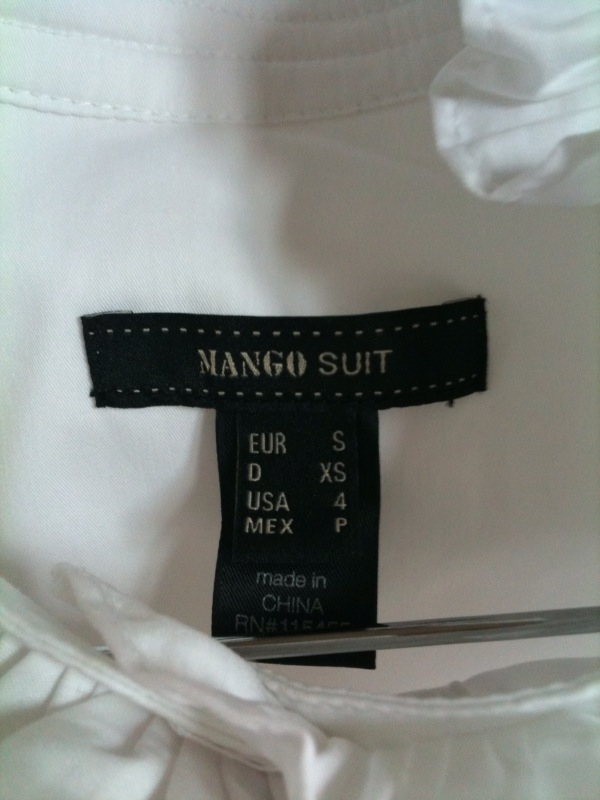 MANGO SUIT
EUR S
D XS
USA 4
MEX P
made in
CHINA